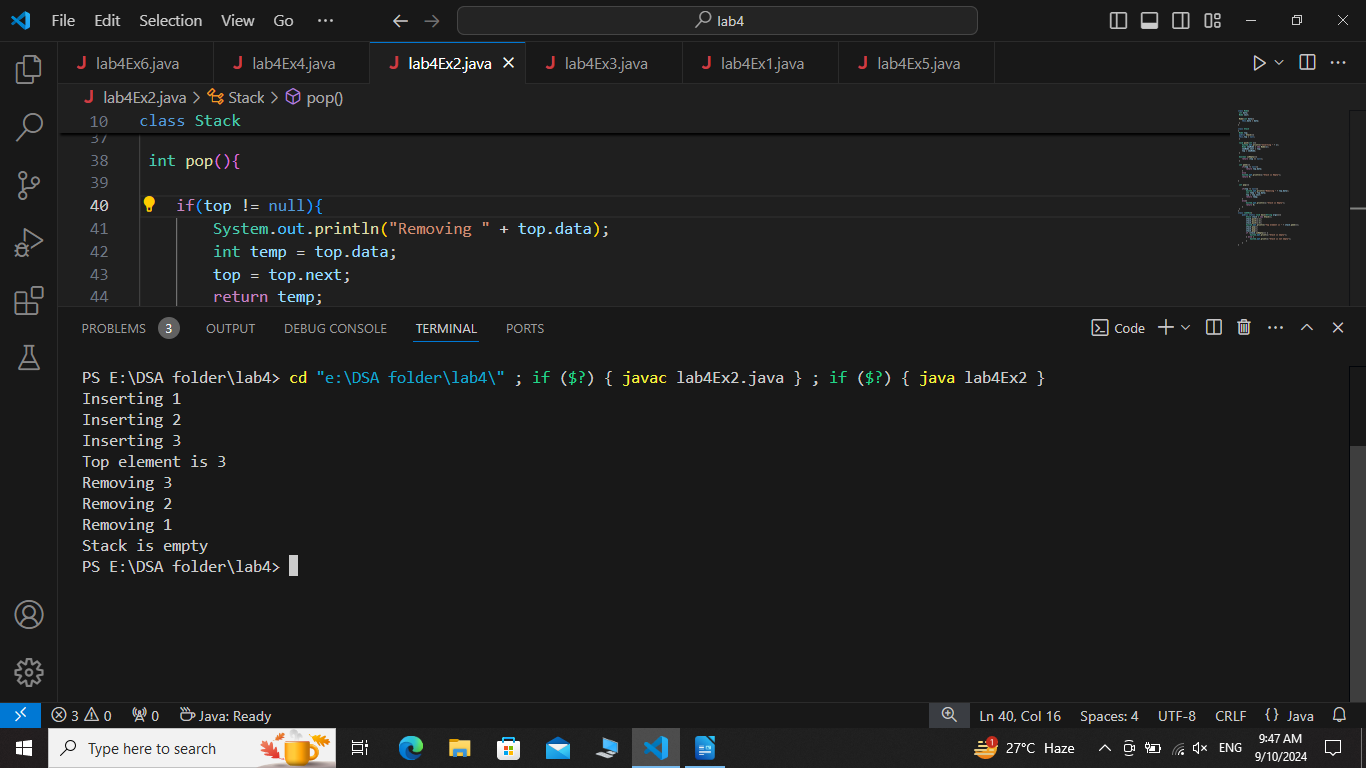 File Edit Selection View Go ··· lab4
J lab4Ex6.java J lab4Ex4.java J lab4Ex2.java J lab4Ex3.java J lab4Ex1.java J lab4Ex5.java
J lab4Ex2.java > Stack > pop()
10 class Stack
37
38 int pop(){
39
40 if(top != null){
41 System.out.println("Removing " + top.data);
42 int temp = top.data;
43 top = top.next;
44 return temp;
PROBLEMS 3 OUTPUT DEBUG CONSOLE TERMINAL PORTS Code
PS E:\DSA folder\lab4> cd "e:\DSA folder\lab4\" ; if ($?) { javac lab4Ex2.java } ; if ($?) { java lab4Ex2 }
Inserting 1
Inserting 2
Inserting 3
Top element is 3
Removing 3
Removing 2
Removing 1
Stack is empty
PS E:\DSA folder\lab4>
3 0 0 Java: Ready Ln 40, Col 16 Spaces: 4 UTF-8 CRLF {} Java
Type here to search 1 27°C Haze ENG 9:47 AM
9/10/2024